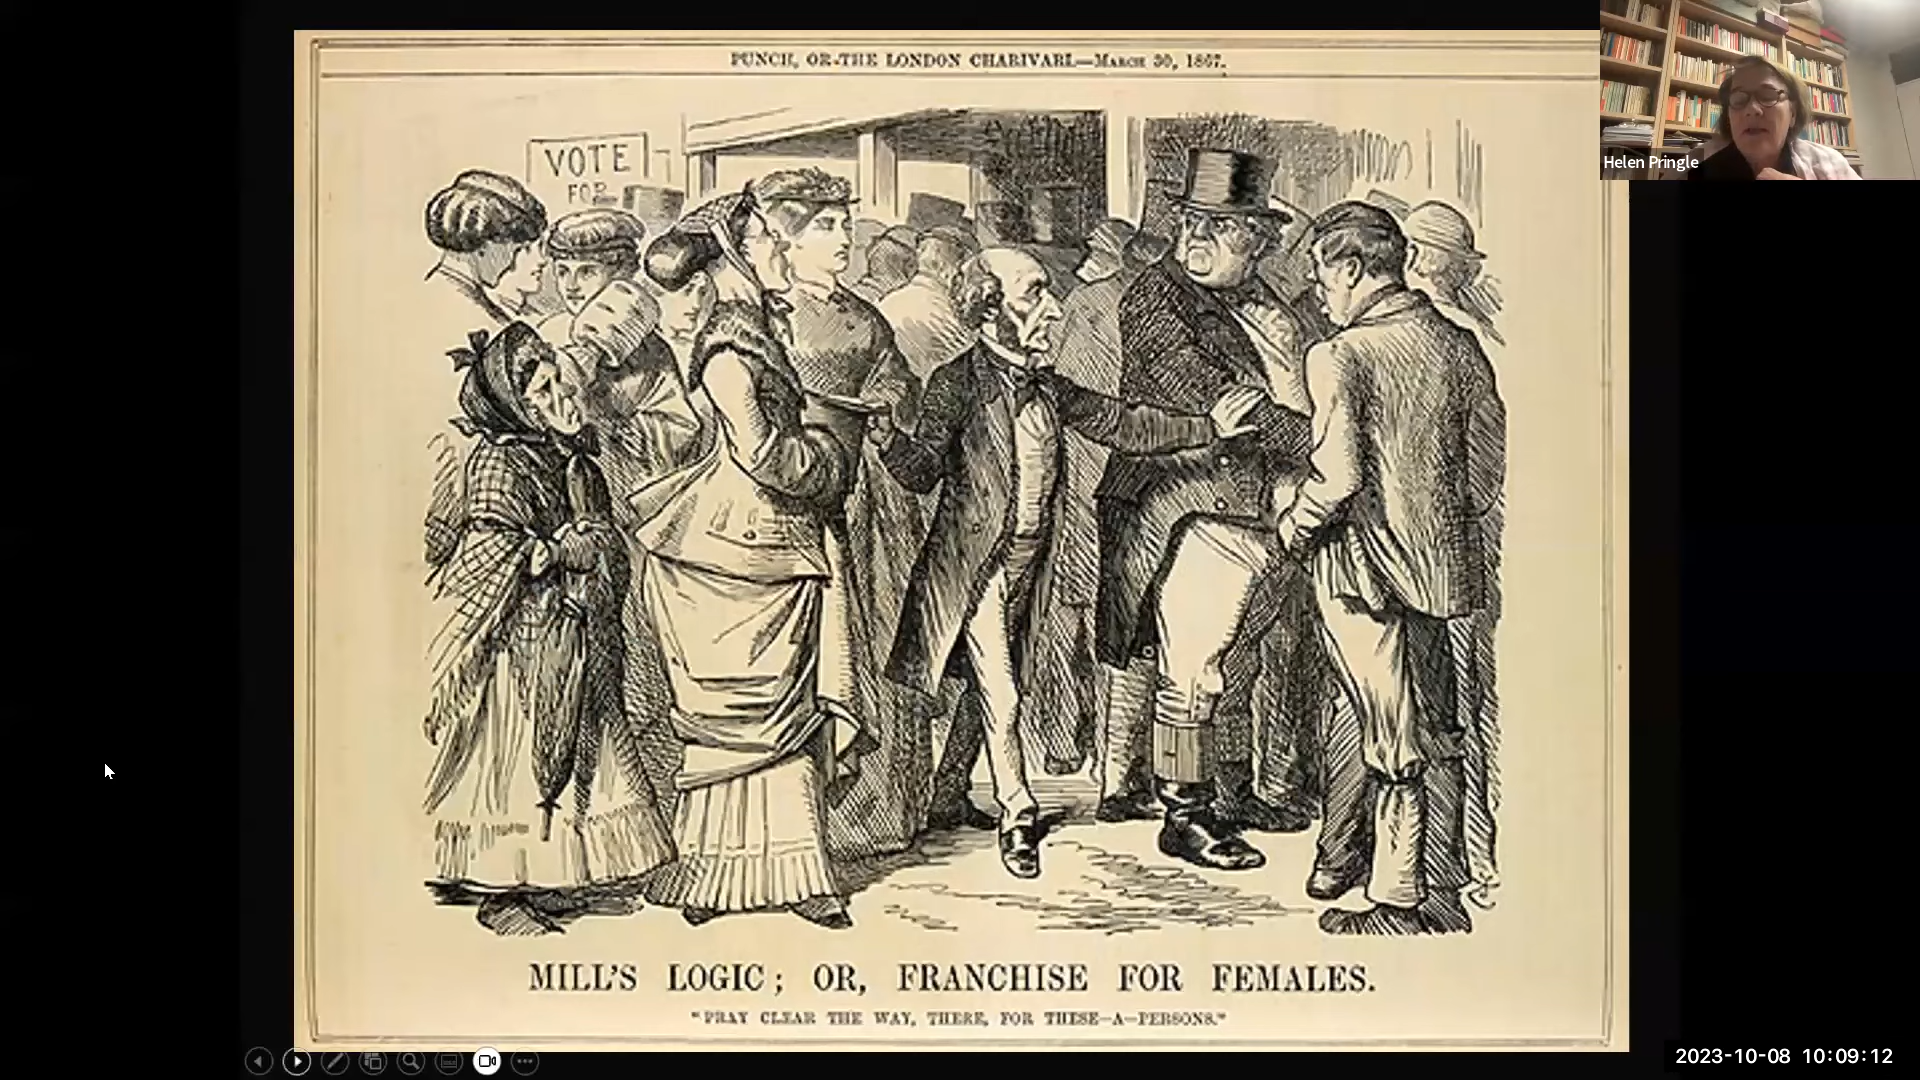 PUNCH, OR THE LONDON CHARIVARI.—MARCH 30, 1867.
VOTE
FOR
Helen Pringle
MILL'S LOGIC; OR, FRANCHISE FOR FEMALES.
"PRAY CLEAR THE WAY, THERE, FOR THESE—A—PERSONS."
2023-10-08 10:09:12